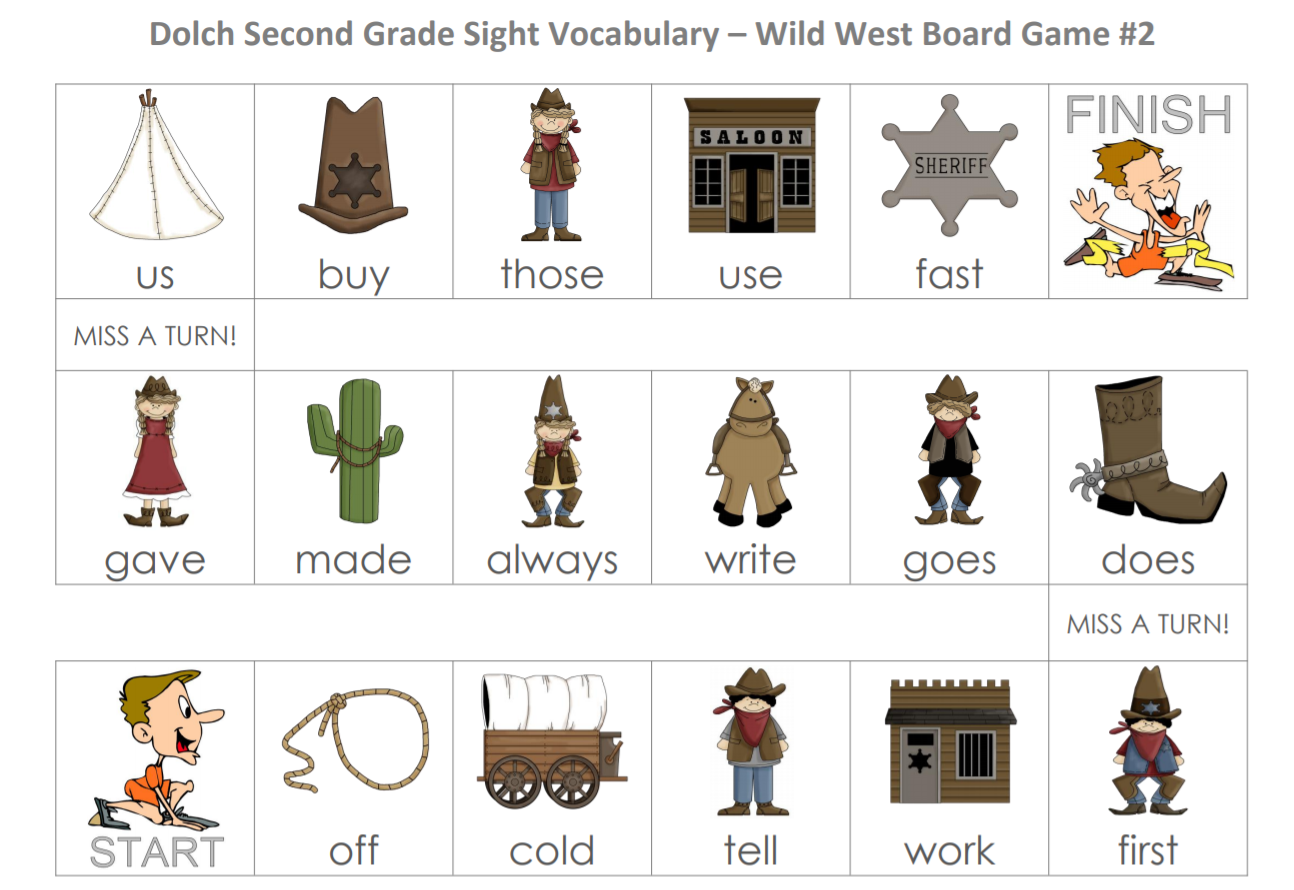 Dolch Second Grade Sight Vocabulary – Wild West Board Game #2
FINISH
SALOON
SHERIFF
us buy those use fast
MISS A TURN!
gave made always write goes does
MISS A TURN!
START off cold tell work first